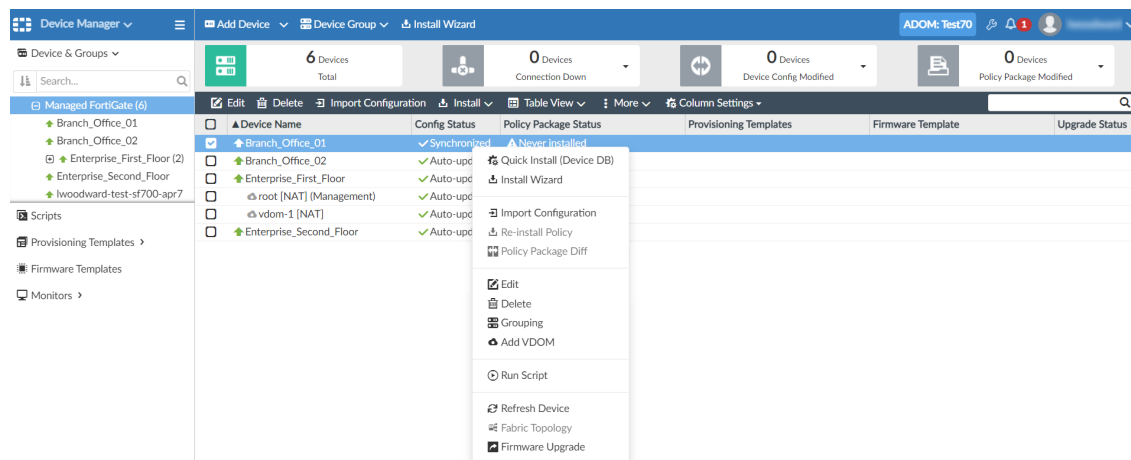 Device Manager
Add Device Device Group Install Wizard
ADOM: Test70 1
Device & Groups
Search...
Managed FortiGate (6)
Branch_Office_01
Branch_Office_02
Enterprise_First_Floor (2)
Enterprise_Second_Floor
lwoodward-test-sf700-apr7
Scripts
Provisioning Templates
Firmware Templates
Monitors
6 Devices
Total
0 Devices
Connection Down
0 Devices
Device Config Modified
0 Devices
Policy Package Modified
Edit Delete Import Configuration Install Table View More Column Settings
Device Name Config Status Policy Package Status Provisioning Templates Firmware Template Upgrade Status
Branch_Office_01 Synchronized Never installed
Branch_Office_02 Auto-upd
Enterprise_First_Floor Auto-upd
root [NAT] (Management) Auto-upd
vdom-1 [NAT] Auto-upd
Enterprise_Second_Floor Auto-upd
Quick Install (Device DB)
Install Wizard
Import Configuration
Re-install Policy
Policy Package Diff
Edit
Delete
Grouping
Add VDOM
Run Script
Refresh Device
Fabric Topology
Firmware Upgrade